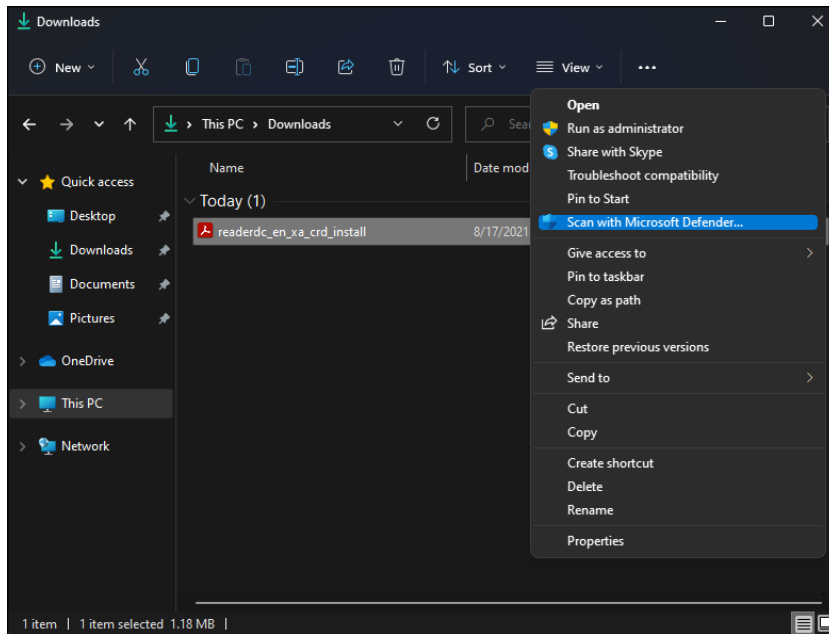 Downloads
New
Sort
View
This PC
Downloads
Sea
Quick access
Desktop
Downloads
Documents
Pictures
OneDrive
This PC
Network
Name
Date mod
Today (1)
readerdc_en_xa_crd_install
8/17/2021
Open
Run as administrator
Share with Skype
Troubleshoot compatibility
Pin to Start
Scan with Microsoft Defender...
Give access to
Pin to taskbar
Copy as path
Share
Restore previous versions
Send to
Cut
Copy
Create shortcut
Delete
Rename
Properties
1 item | 1 item selected 1.18 MB |